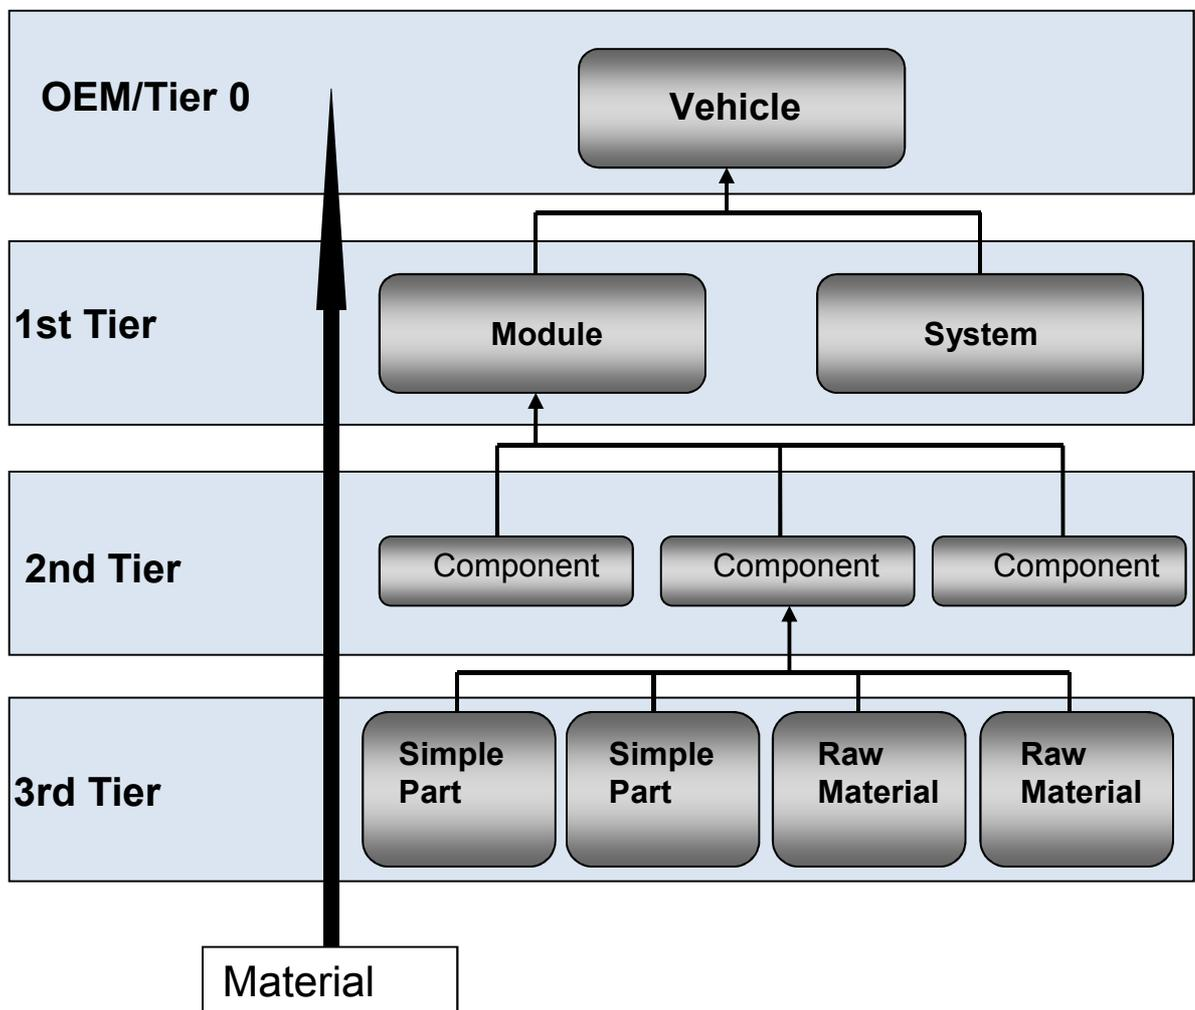 OEM/Tier 0
Vehicle
1st Tier
Module
System
2nd Tier
Component
Component
Component
3rd Tier
Simple
Part
Simple
Part
Raw
Material
Raw
Material
Material